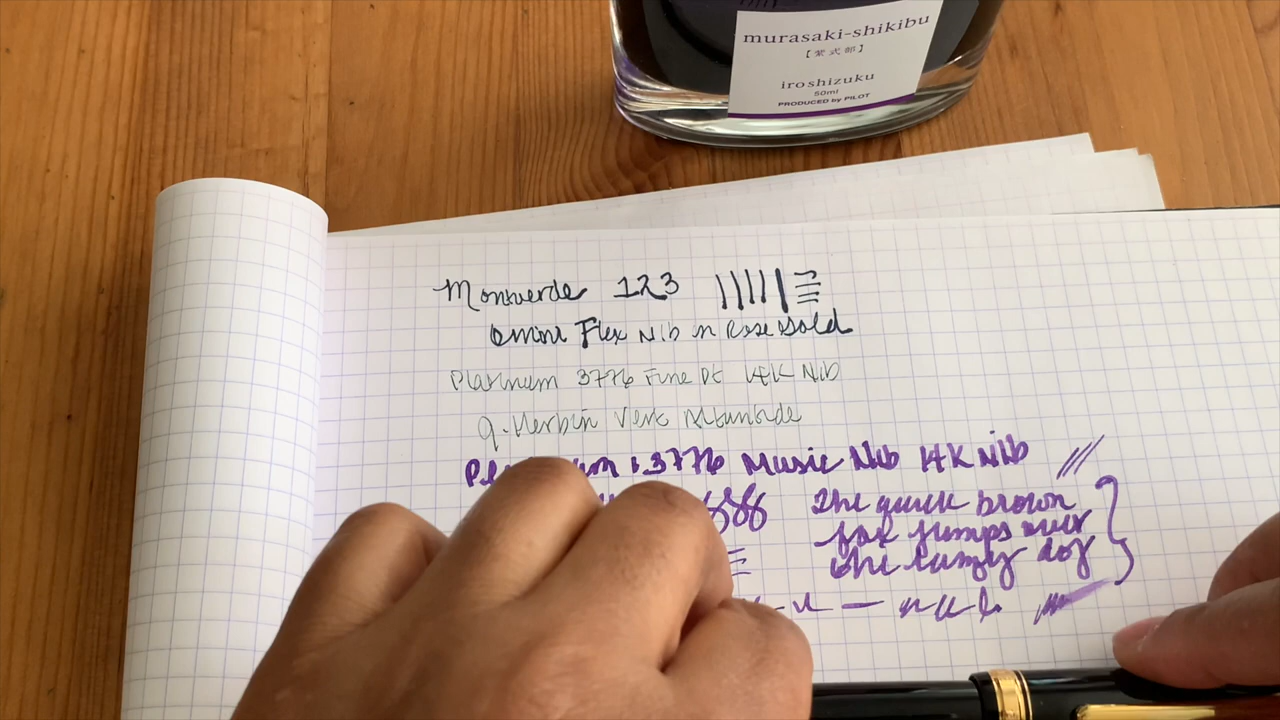 murasaki-shikibu
【紫式部】
iroshizuku
50ml
PRODUCED by PILOT
Monteverde 123
Omni Flex Nib in Rose Gold
Platinum 3776 Fine Pt 14K Nib
J. Herbin Vert
3776 Music Nib 14K Nib
The quick brown
fox jumps over
the lazy dog